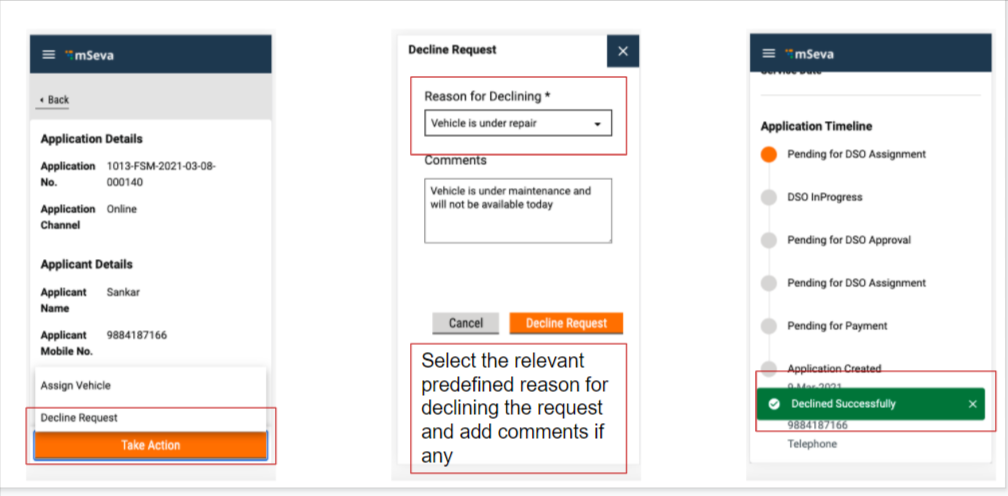 mSeva
Back
Application Details
Application No. 1013-FSM-2021-03-08-000140
Application Channel Online
Applicant Details
Applicant Name Sankar
Applicant Mobile No. 9884187166
Assign Vehicle
Decline Request
Take Action
Decline Request
Reason for Declining *
Vehicle is under repair
Comments
Vehicle is under maintenance and
will not be available today
Cancel Decline Request
Select the relevant
predefined reason for
declining the request
and add comments if
any
mSeva
Service Date
Application Timeline
Pending for DSO Assignment
DSO InProgress
Pending for DSO Approval
Pending for DSO Assignment
Pending for Payment
Application Created
9-Mar-2021
Declined Successfully
9884187166
Telephone